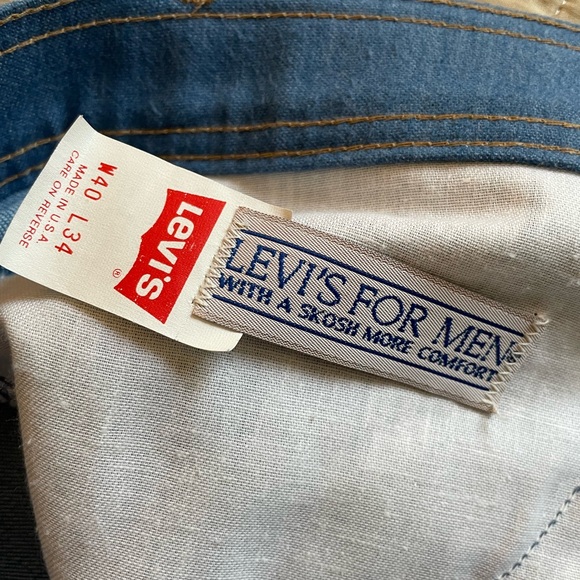 W40 L34
MADE IN U.S.A.
CARE ON REVERSE
LEVI'S
®
LEVI'S FOR MEN
WITH A SKOSH MORE COMFORT